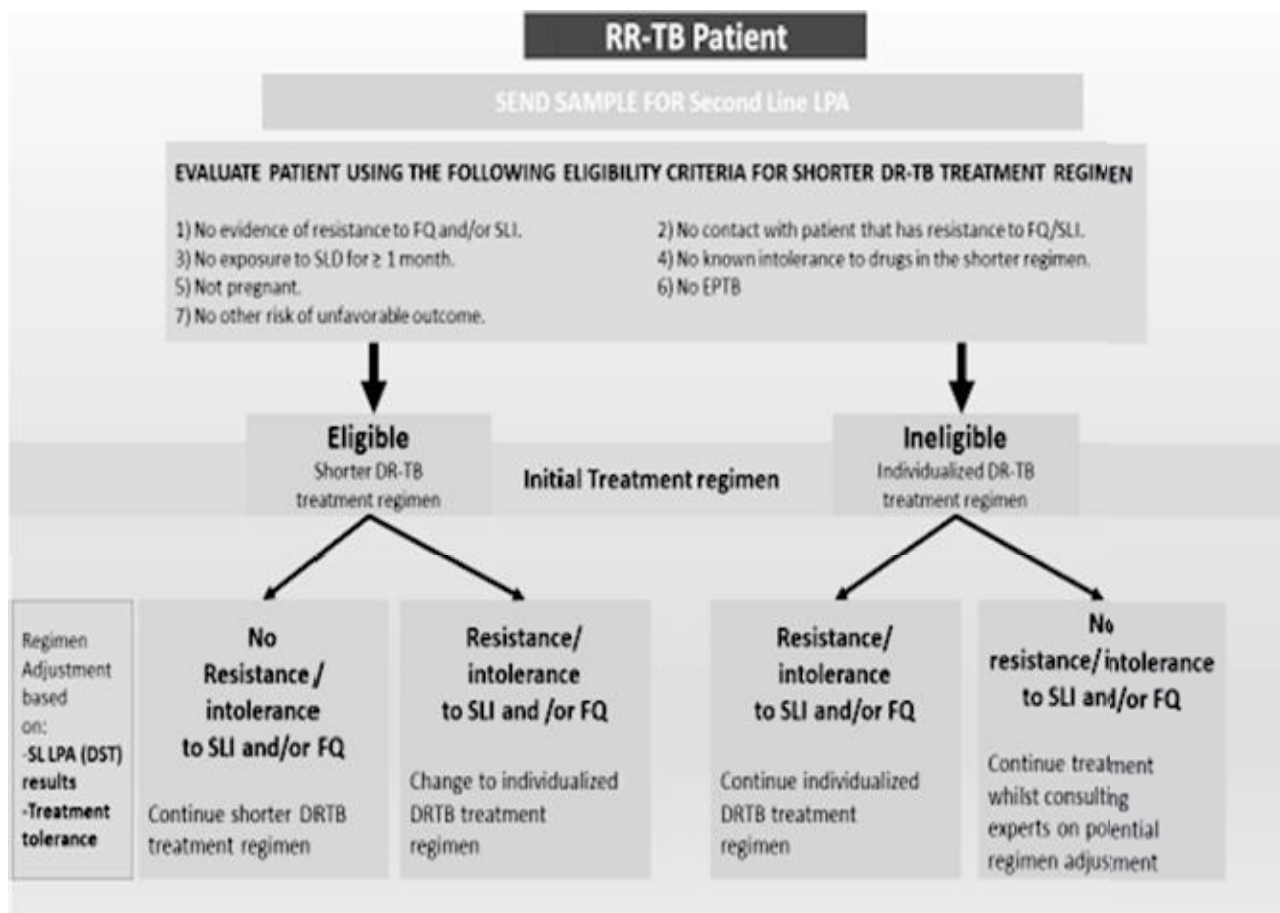 RR-TB Patient
SEND SAMPLE FOR Second Line LPA
EVALUATE PATIENT USING THE FOLLOWING ELIGIBILITY CRITERIA FOR SHORTER DR-TB TREATMENT REGIMEN
1) No evidence of resistance to FQ and/or SLI.
2) No contact with patient that has resistance to FQ/SLI.
3) No exposure to SLD for ≥ 1 month.
4) No known intolerance to drugs in the shorter regimen.
5) Not pregnant.
6) No EPTB
7) No other risk of unfavorable outcome.
Eligible
Shorter DR-TB
treatment regimen
Initial Treatment regimen
Ineligible
Individualized DR-TB
treatment regimen
Regimen
Adjustment
based
on:
-SL LPA (DST)
results
-Treatment
tolerance
No
Resistance/
intolerance
to SLI and/or FQ
Continue shorter DRTB
treatment regimen
Resistance/
intolerance
to SLI and /or FQ
Change to individualized
DRTB treatment
regimen
Resistance/
intolerance
to SLI and/or FQ
Continue individualized
DRTB treatment
regimen
No
resistance/intolerance
to SLI and/or FQ
Continue treatment
whilst consulting
experts on potential
regimen adjustment